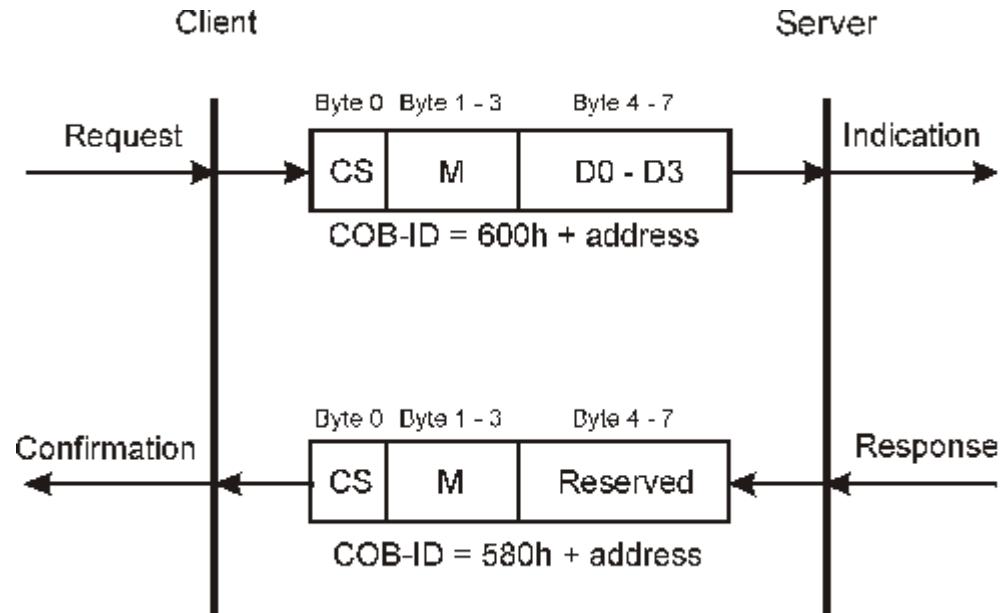 Client
Server
Byte 0 Byte 1 - 3 Byte 4 - 7
Request
Indication
CS M D0 - D3
COB-ID = 600h + address
Byte 0 Byte 1 - 3 Byte 4 - 7
Confirmation
Response
CS M Reserved
COB-ID = 580h + address